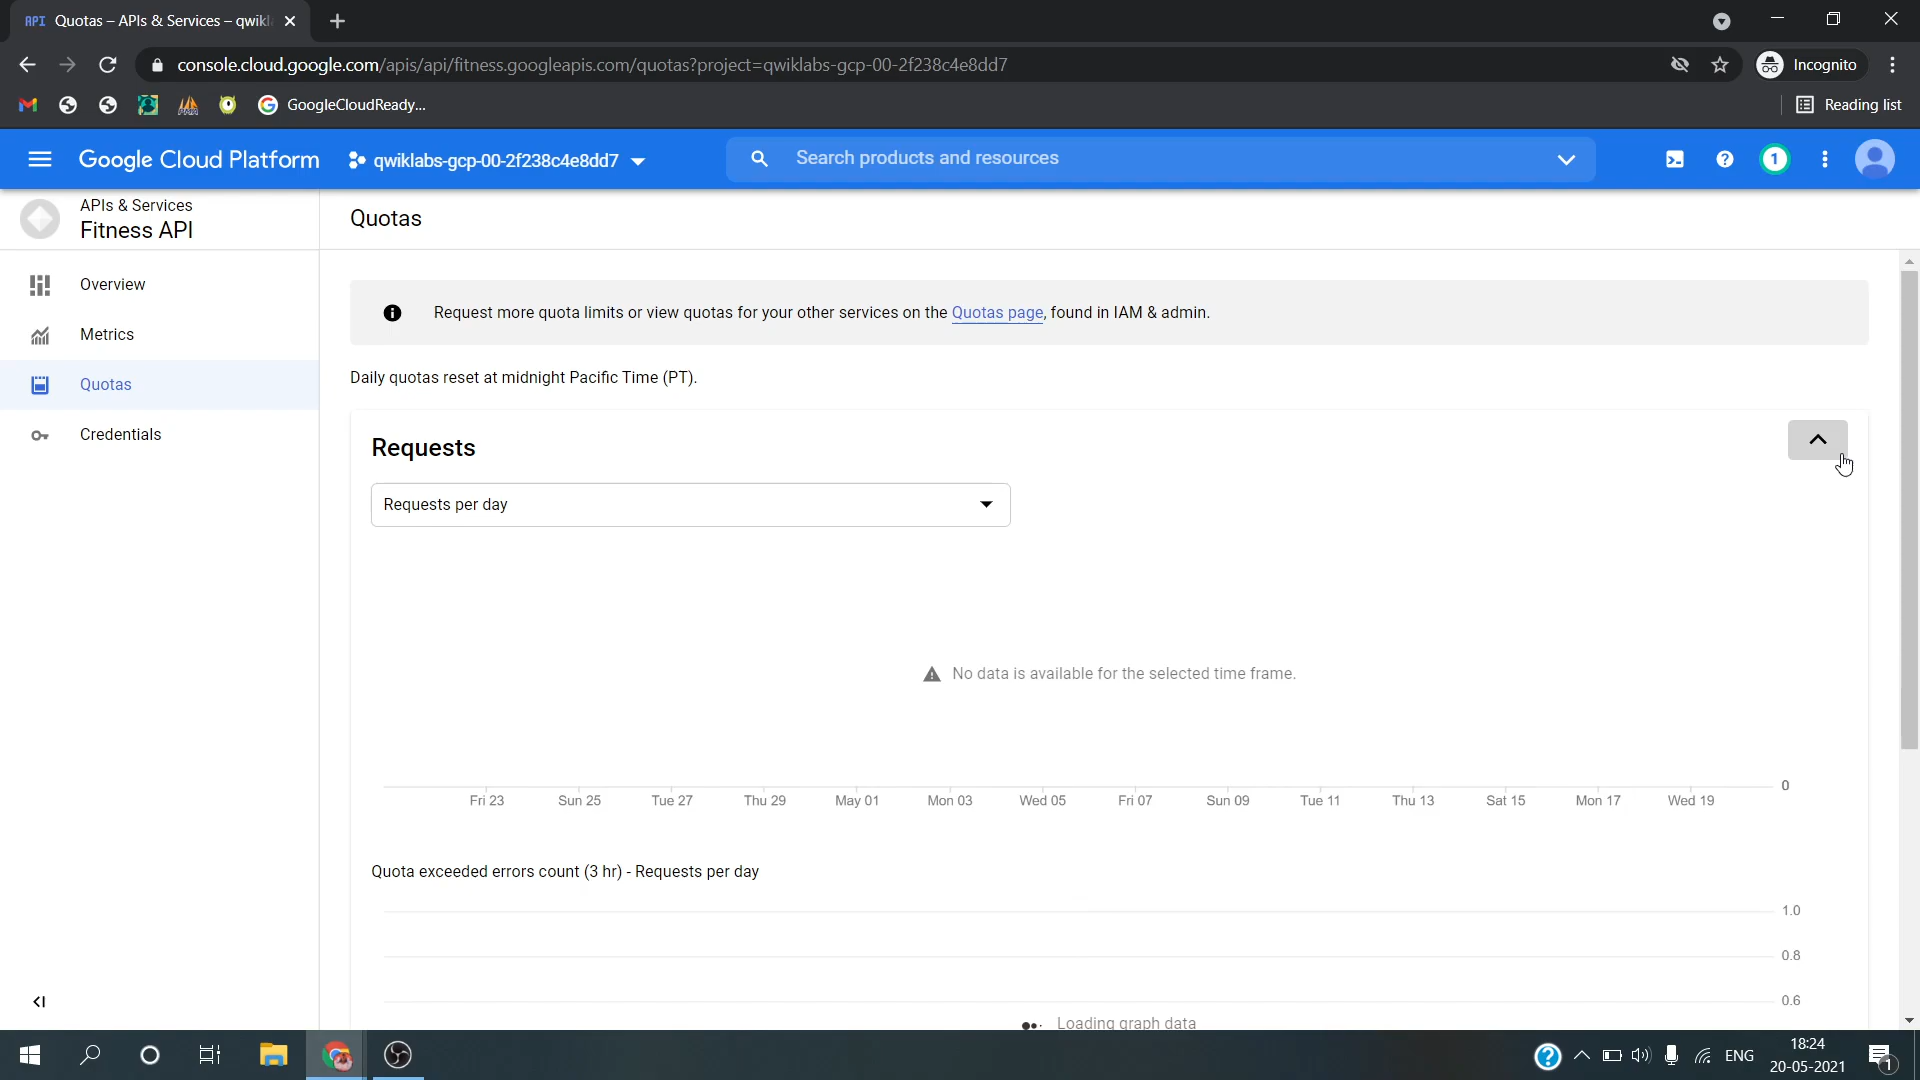 API Quotas – APIs & Services – qwikl
console.cloud.google.com/apis/api/fitness.googleapis.com/quotas?project=qwiklabs-gcp-00-2f238c4e8dd7
Incognito
GoogleCloudReady...
Reading list
Google Cloud Platform
qwiklabs-gcp-00-2f238c4e8dd7
Search products and resources
1
APIs & Services
Fitness API
Quotas
Overview
Metrics
Quotas
Credentials
Request more quota limits or view quotas for your other services on the Quotas page, found in IAM & admin.
Daily quotas reset at midnight Pacific Time (PT).
Requests
Requests per day
No data is available for the selected time frame.
0
Fri 23 Sun 25 Tue 27 Thu 29 May 01 Mon 03 Wed 05 Fri 07 Sun 09 Tue 11 Thu 13 Sat 15 Mon 17 Wed 19
Quota exceeded errors count (3 hr) - Requests per day
1.0
0.8
0.6
Loading graph data
ENG
18:24
20-05-2021
1